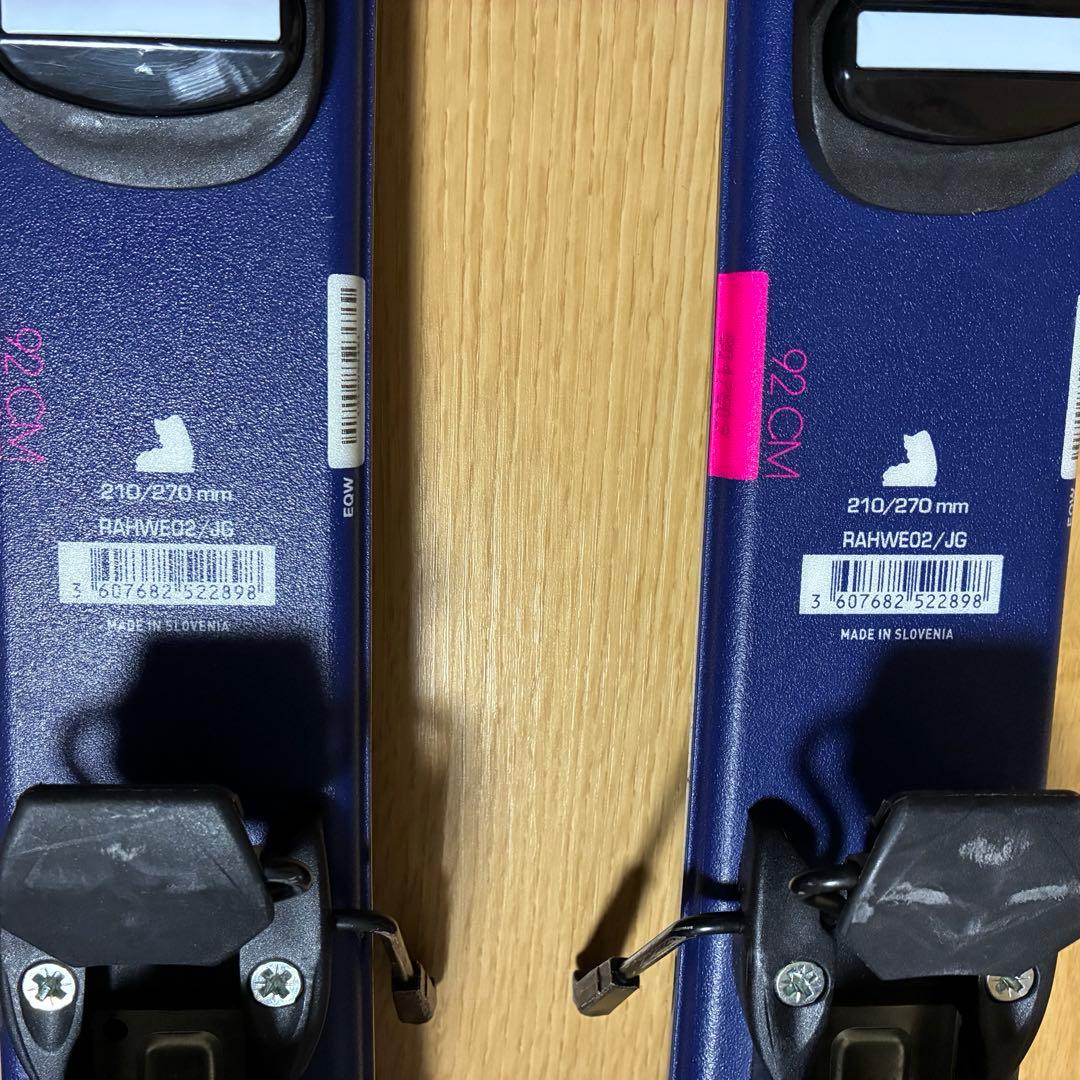 92 CM
EQW
210/270 mm
RAHWE02/JG
3 607682 522898
MADE IN SLOVENIA
92 CM
210/270 mm
RAHWE02/JG
3 607682 522898
MADE IN SLOVENIA
EQW